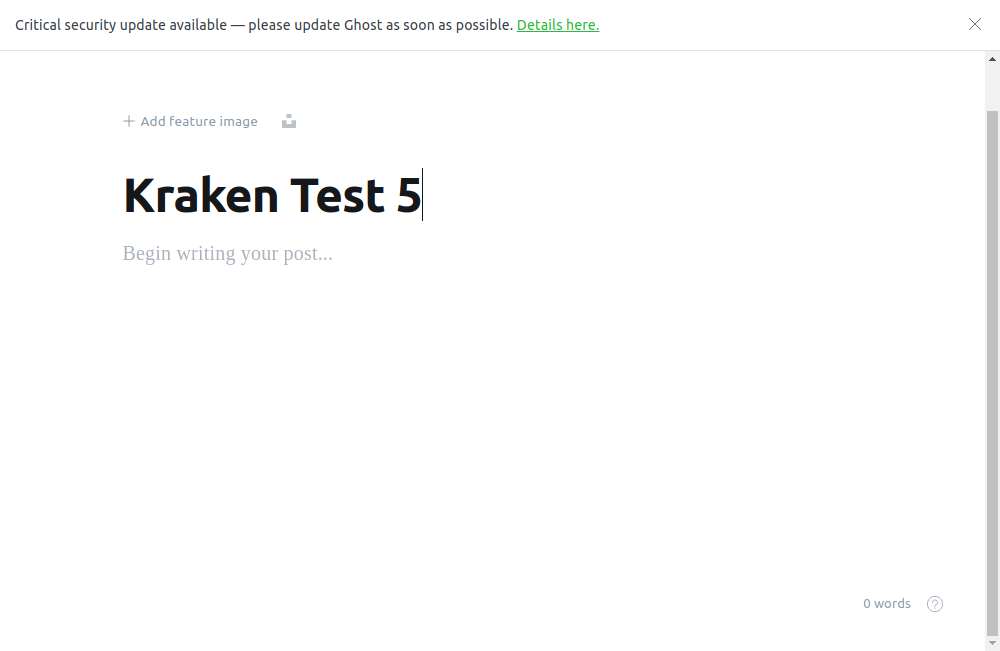 Critical security update available — please update Ghost as soon as possible. Details here.
Add feature image
Kraken Test 5
Begin writing your post...
0 words
?